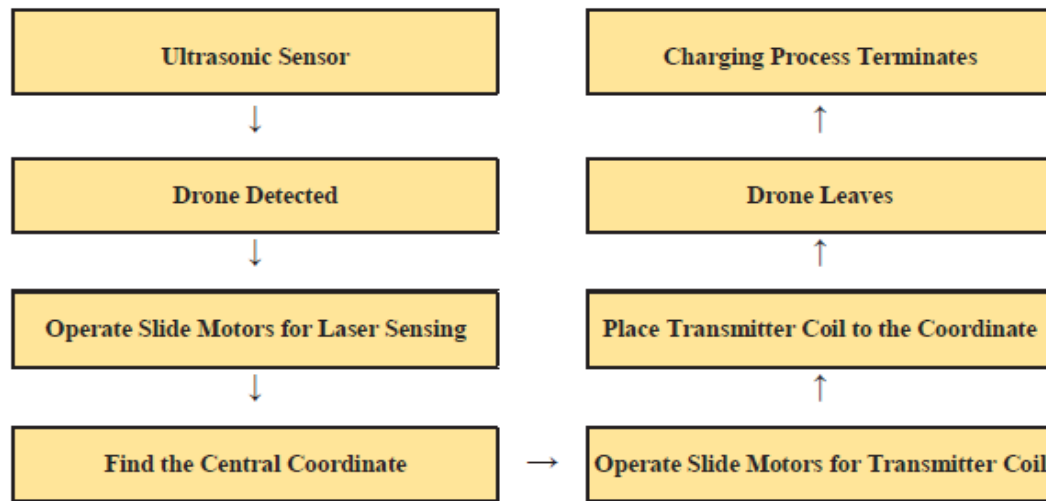 Ultrasonic Sensor
↓
Drone Detected
↓
Operate Slide Motors for Laser Sensing
↓
Find the Central Coordinate
→
Operate Slide Motors for Transmitter Coil
↑
Place Transmitter Coil to the Coordinate
↑
Drone Leaves
↑
Charging Process Terminates